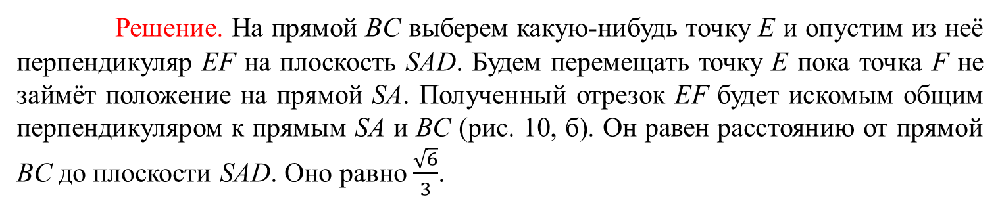 Решение. На прямой BC выберем какую-нибудь точку E и опустим из неё
перпендикуляр EF на плоскость SAD. Будем перемещать точку E пока точка F не
займёт положение на прямой SA. Полученный отрезок EF будет искомым общим
перпендикуляром к прямым SA и BC (рис. 10, б). Он равен расстоянию от прямой
BC до плоскости SAD. Оно равно √6/3.